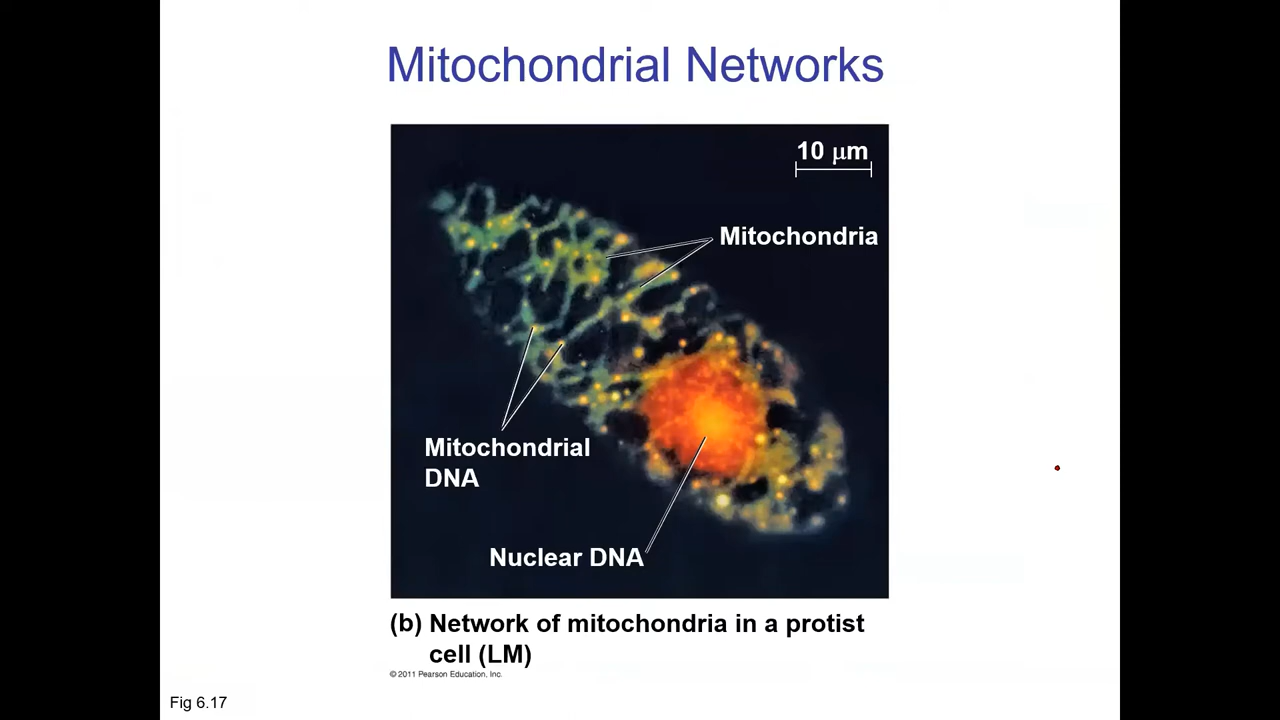 Mitochondrial Networks
10 μm
Mitochondria
Mitochondrial
DNA
Nuclear DNA
(b) Network of mitochondria in a protist
cell (LM)
© 2011 Pearson Education, Inc.
Fig 6.17